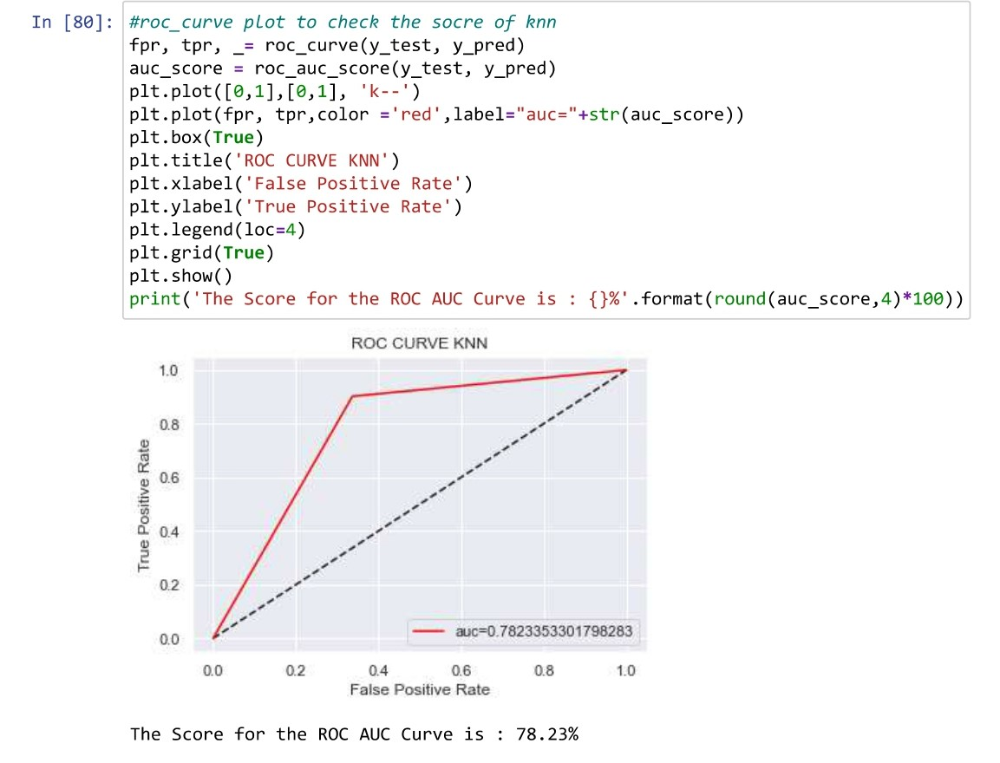 In [80]: #roc_curve plot to check the socre of knn
fpr, tpr, _= roc_curve(y_test, y_pred)
auc_score = roc_auc_score(y_test, y_pred)
plt.plot([0,1],[0,1], 'k--')
plt.plot(fpr, tpr,color ='red',label="auc="+str(auc_score))
plt.box(True)
plt.title('ROC CURVE KNN')
plt.xlabel('False Positive Rate')
plt.ylabel('True Positive Rate')
plt.legend(loc=4)
plt.grid(True)
plt.show()
print('The Score for the ROC AUC Curve is : {}%'.format(round(auc_score,4)*100))
ROC CURVE KNN
True Positive Rate
1.0
0.8
0.6
0.4
0.2
0.0
auc=0.7823353301798283
0.0 0.2 0.4 0.6 0.8 1.0
False Positive Rate
The Score for the ROC AUC Curve is : 78.23%